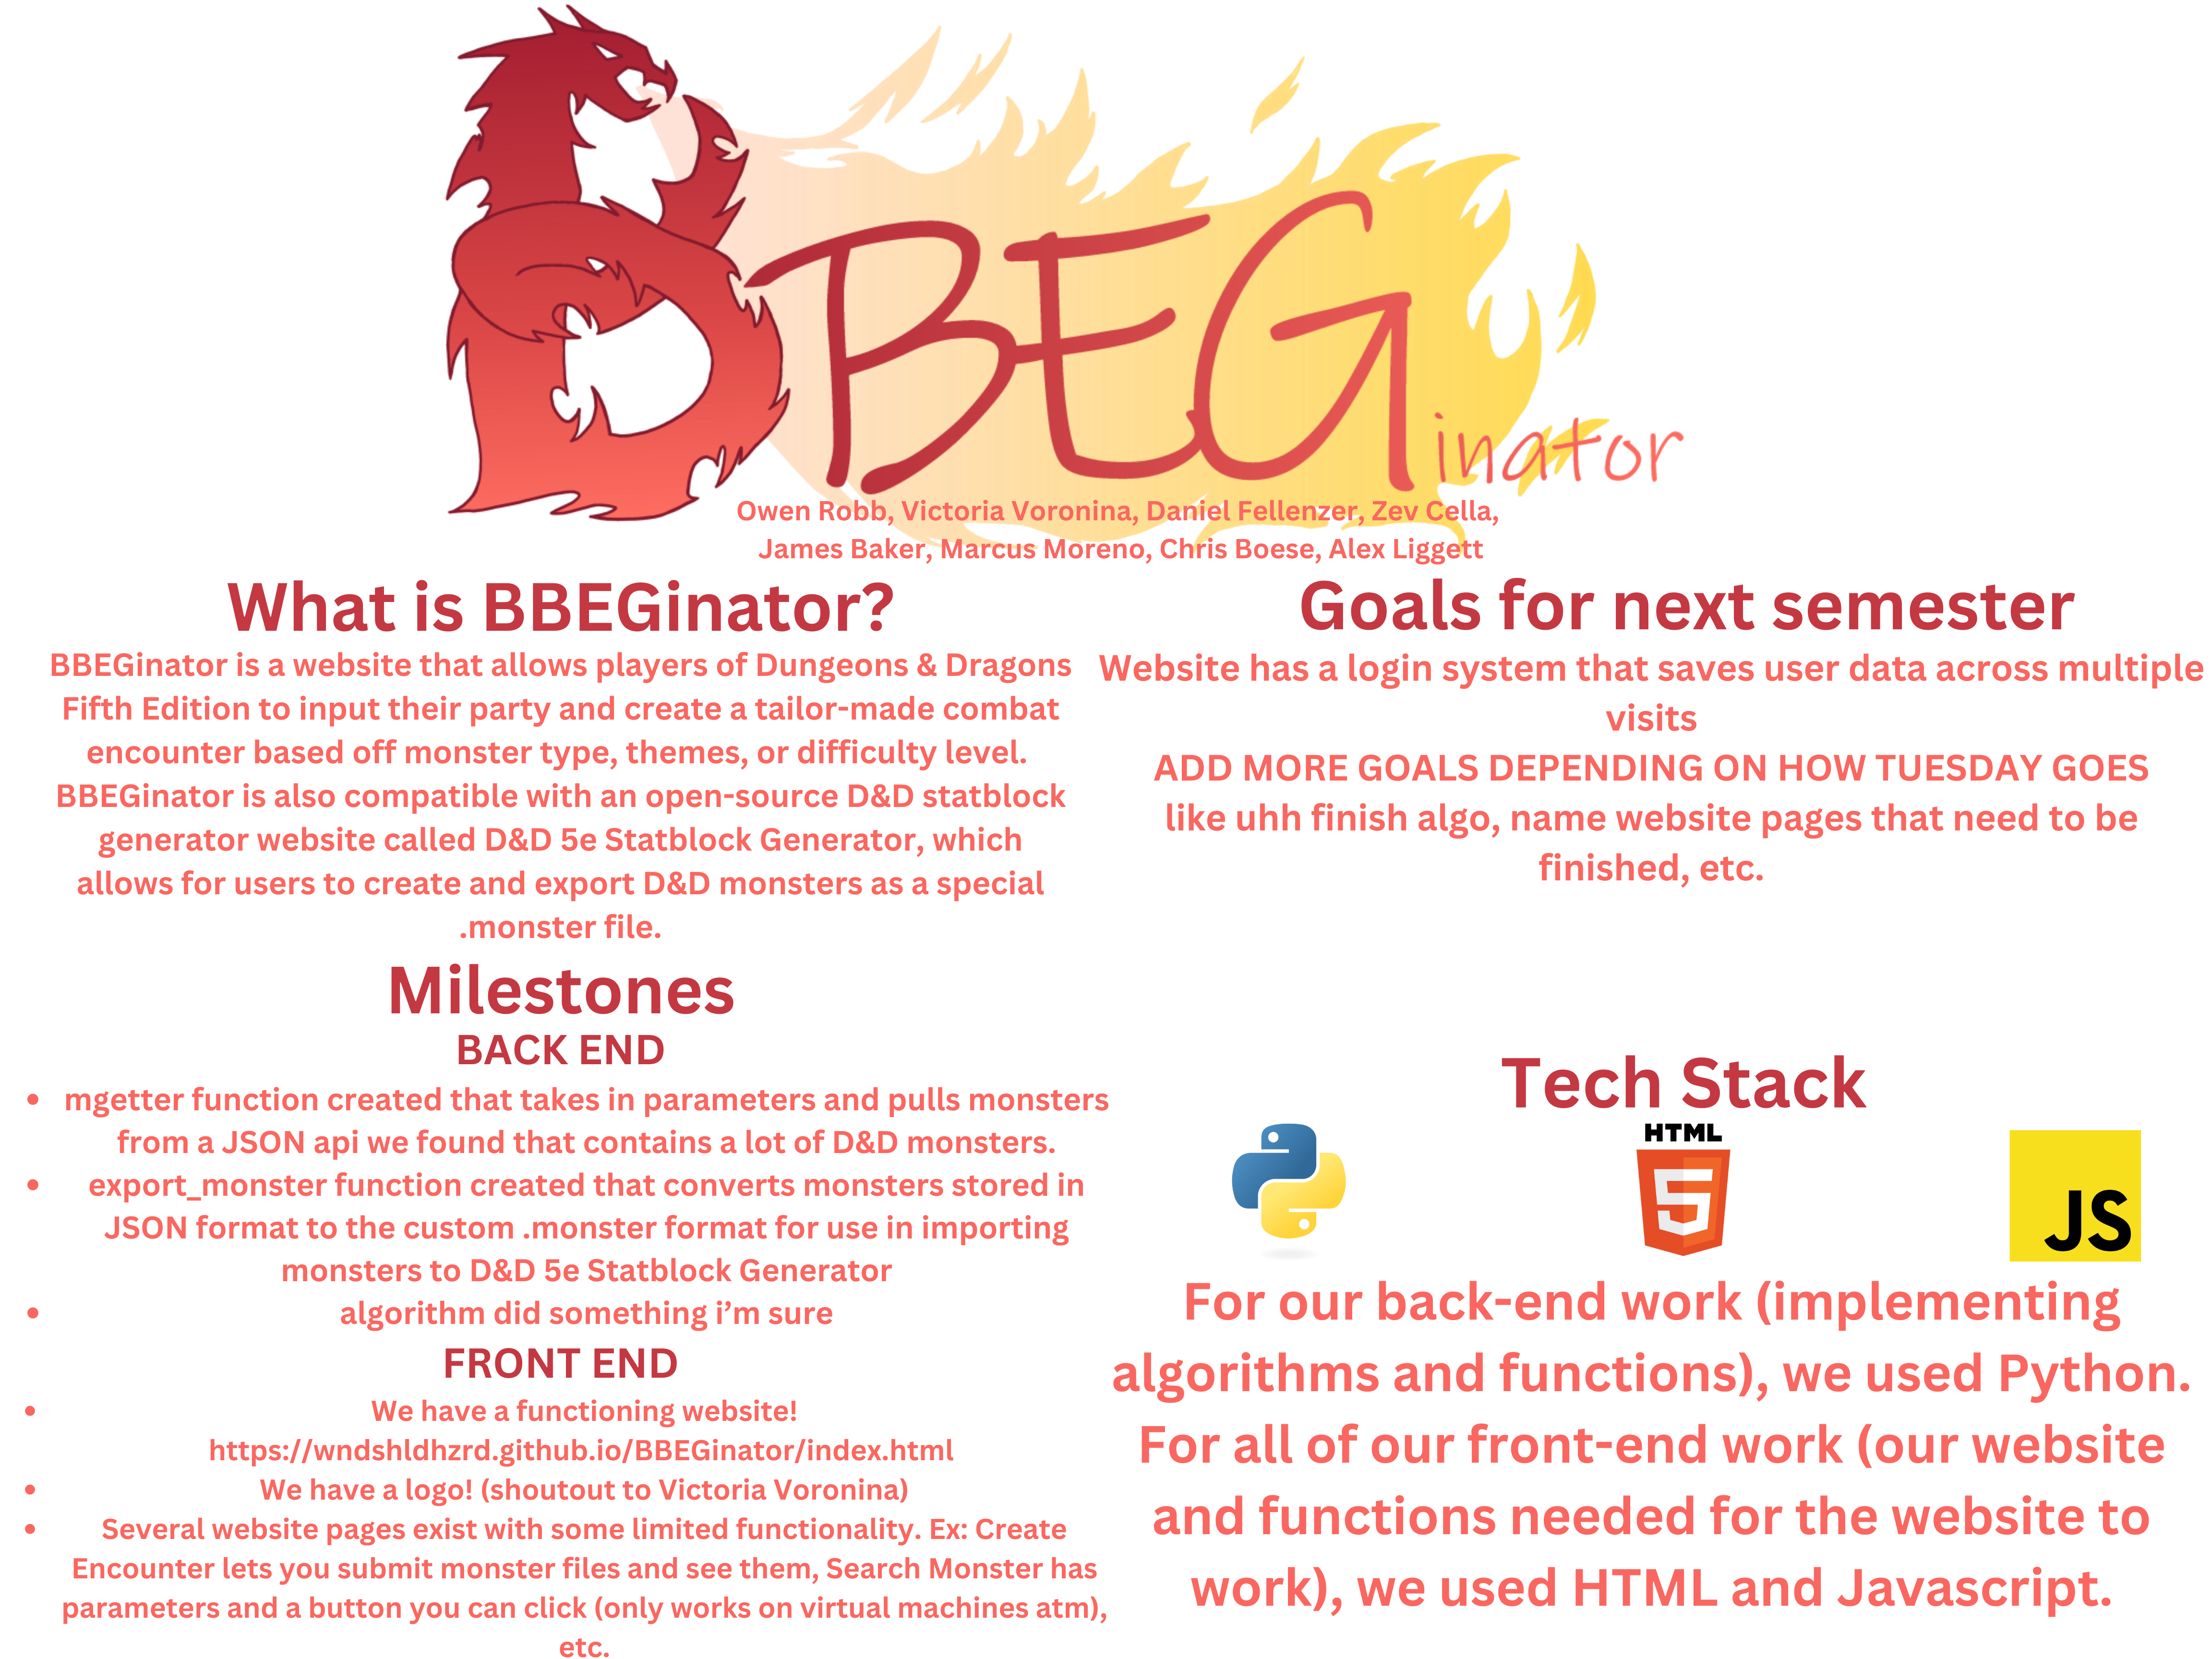 BBEGinator
Owen Robb, Victoria Voronina, Daniel Fellenzer, Zev Cella,
James Baker, Marcus Moreno, Chris Boese, Alex Liggett
What is BBEGinator?
BBEGinator is a website that allows players of Dungeons & Dragons
Fifth Edition to input their party and create a tailor-made combat
encounter based off monster type, themes, or difficulty level.
BBEGinator is also compatible with an open-source D&D statblock
generator website called D&D 5e Statblock Generator, which
allows for users to create and export D&D monsters as a special
.monster file.
Milestones
BACK END
• mgetter function created that takes in parameters and pulls monsters
from a JSON api we found that contains a lot of D&D monsters.
• export_monster function created that converts monsters stored in
JSON format to the custom .monster format for use in importing
monsters to D&D 5e Statblock Generator
• algorithm did something i’m sure
FRONT END
• We have a functioning website!
https://wndshldhzrd.github.io/BBEGinator/index.html
• We have a logo! (shoutout to Victoria Voronina)
• Several website pages exist with some limited functionality. Ex: Create
Encounter lets you submit monster files and see them, Search Monster has
parameters and a button you can click (only works on virtual machines atm),
etc.
Goals for next semester
Website has a login system that saves user data across multiple
visits
ADD MORE GOALS DEPENDING ON HOW TUESDAY GOES
like uhh finish algo, name website pages that need to be
finished, etc.
Tech Stack
HTML
5
JS
For our back-end work (implementing
algorithms and functions), we used Python.
For all of our front-end work (our website
and functions needed for the website to
work), we used HTML and Javascript.